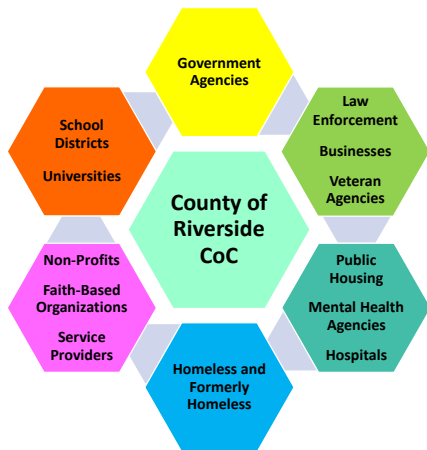 Government
Agencies
School
Districts
Universities
Law
Enforcement
Businesses
Veteran
Agencies
County of
Riverside
CoC
Non-Profits
Faith-Based
Organizations
Service
Providers
Public
Housing
Mental Health
Agencies
Hospitals
Homeless and
Formerly
Homeless